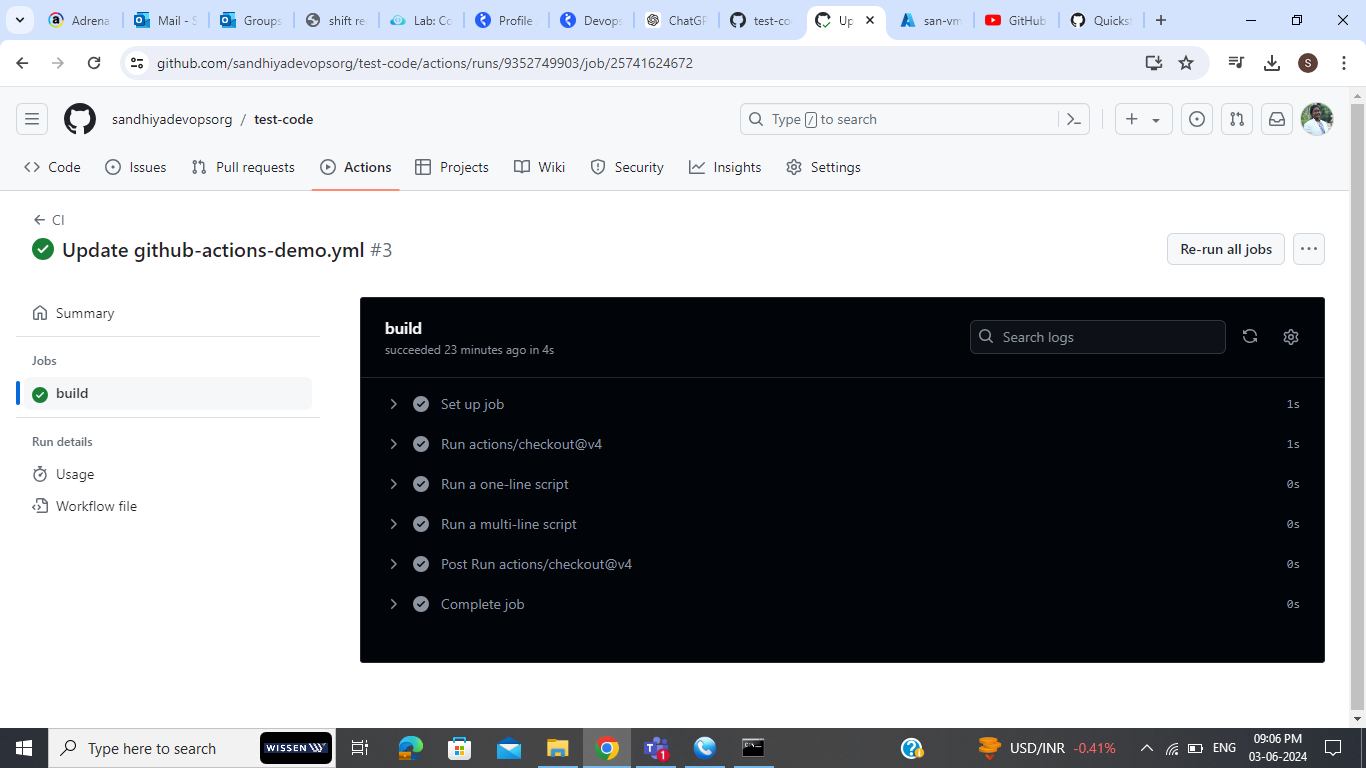 Adrena
Mail - S
Groups
shift re
Lab: Co
Profile
Devops
ChatGP
test-co
Up
san-vm
GitHub
Quicks
github.com/sandhiyadevopsorg/test-code/actions/runs/9352749903/job/25741624672
S
sandhiyadevopsorg / test-code
Type / to search
Code
Issues
Pull requests
Actions
Projects
Wiki
Security
Insights
Settings
CI
Update github-actions-demo.yml #3
Re-run all jobs
Summary
Jobs
build
Run details
Usage
Workflow file
build
succeeded 23 minutes ago in 4s
Search logs
Set up job 1s
Run actions/checkout@v4 1s
Run a one-line script 0s
Run a multi-line script 0s
Post Run actions/checkout@v4 0s
Complete job 0s
Type here to search
WISSEN
1
USD/INR -0.41%
ENG
09:06 PM
03-06-2024